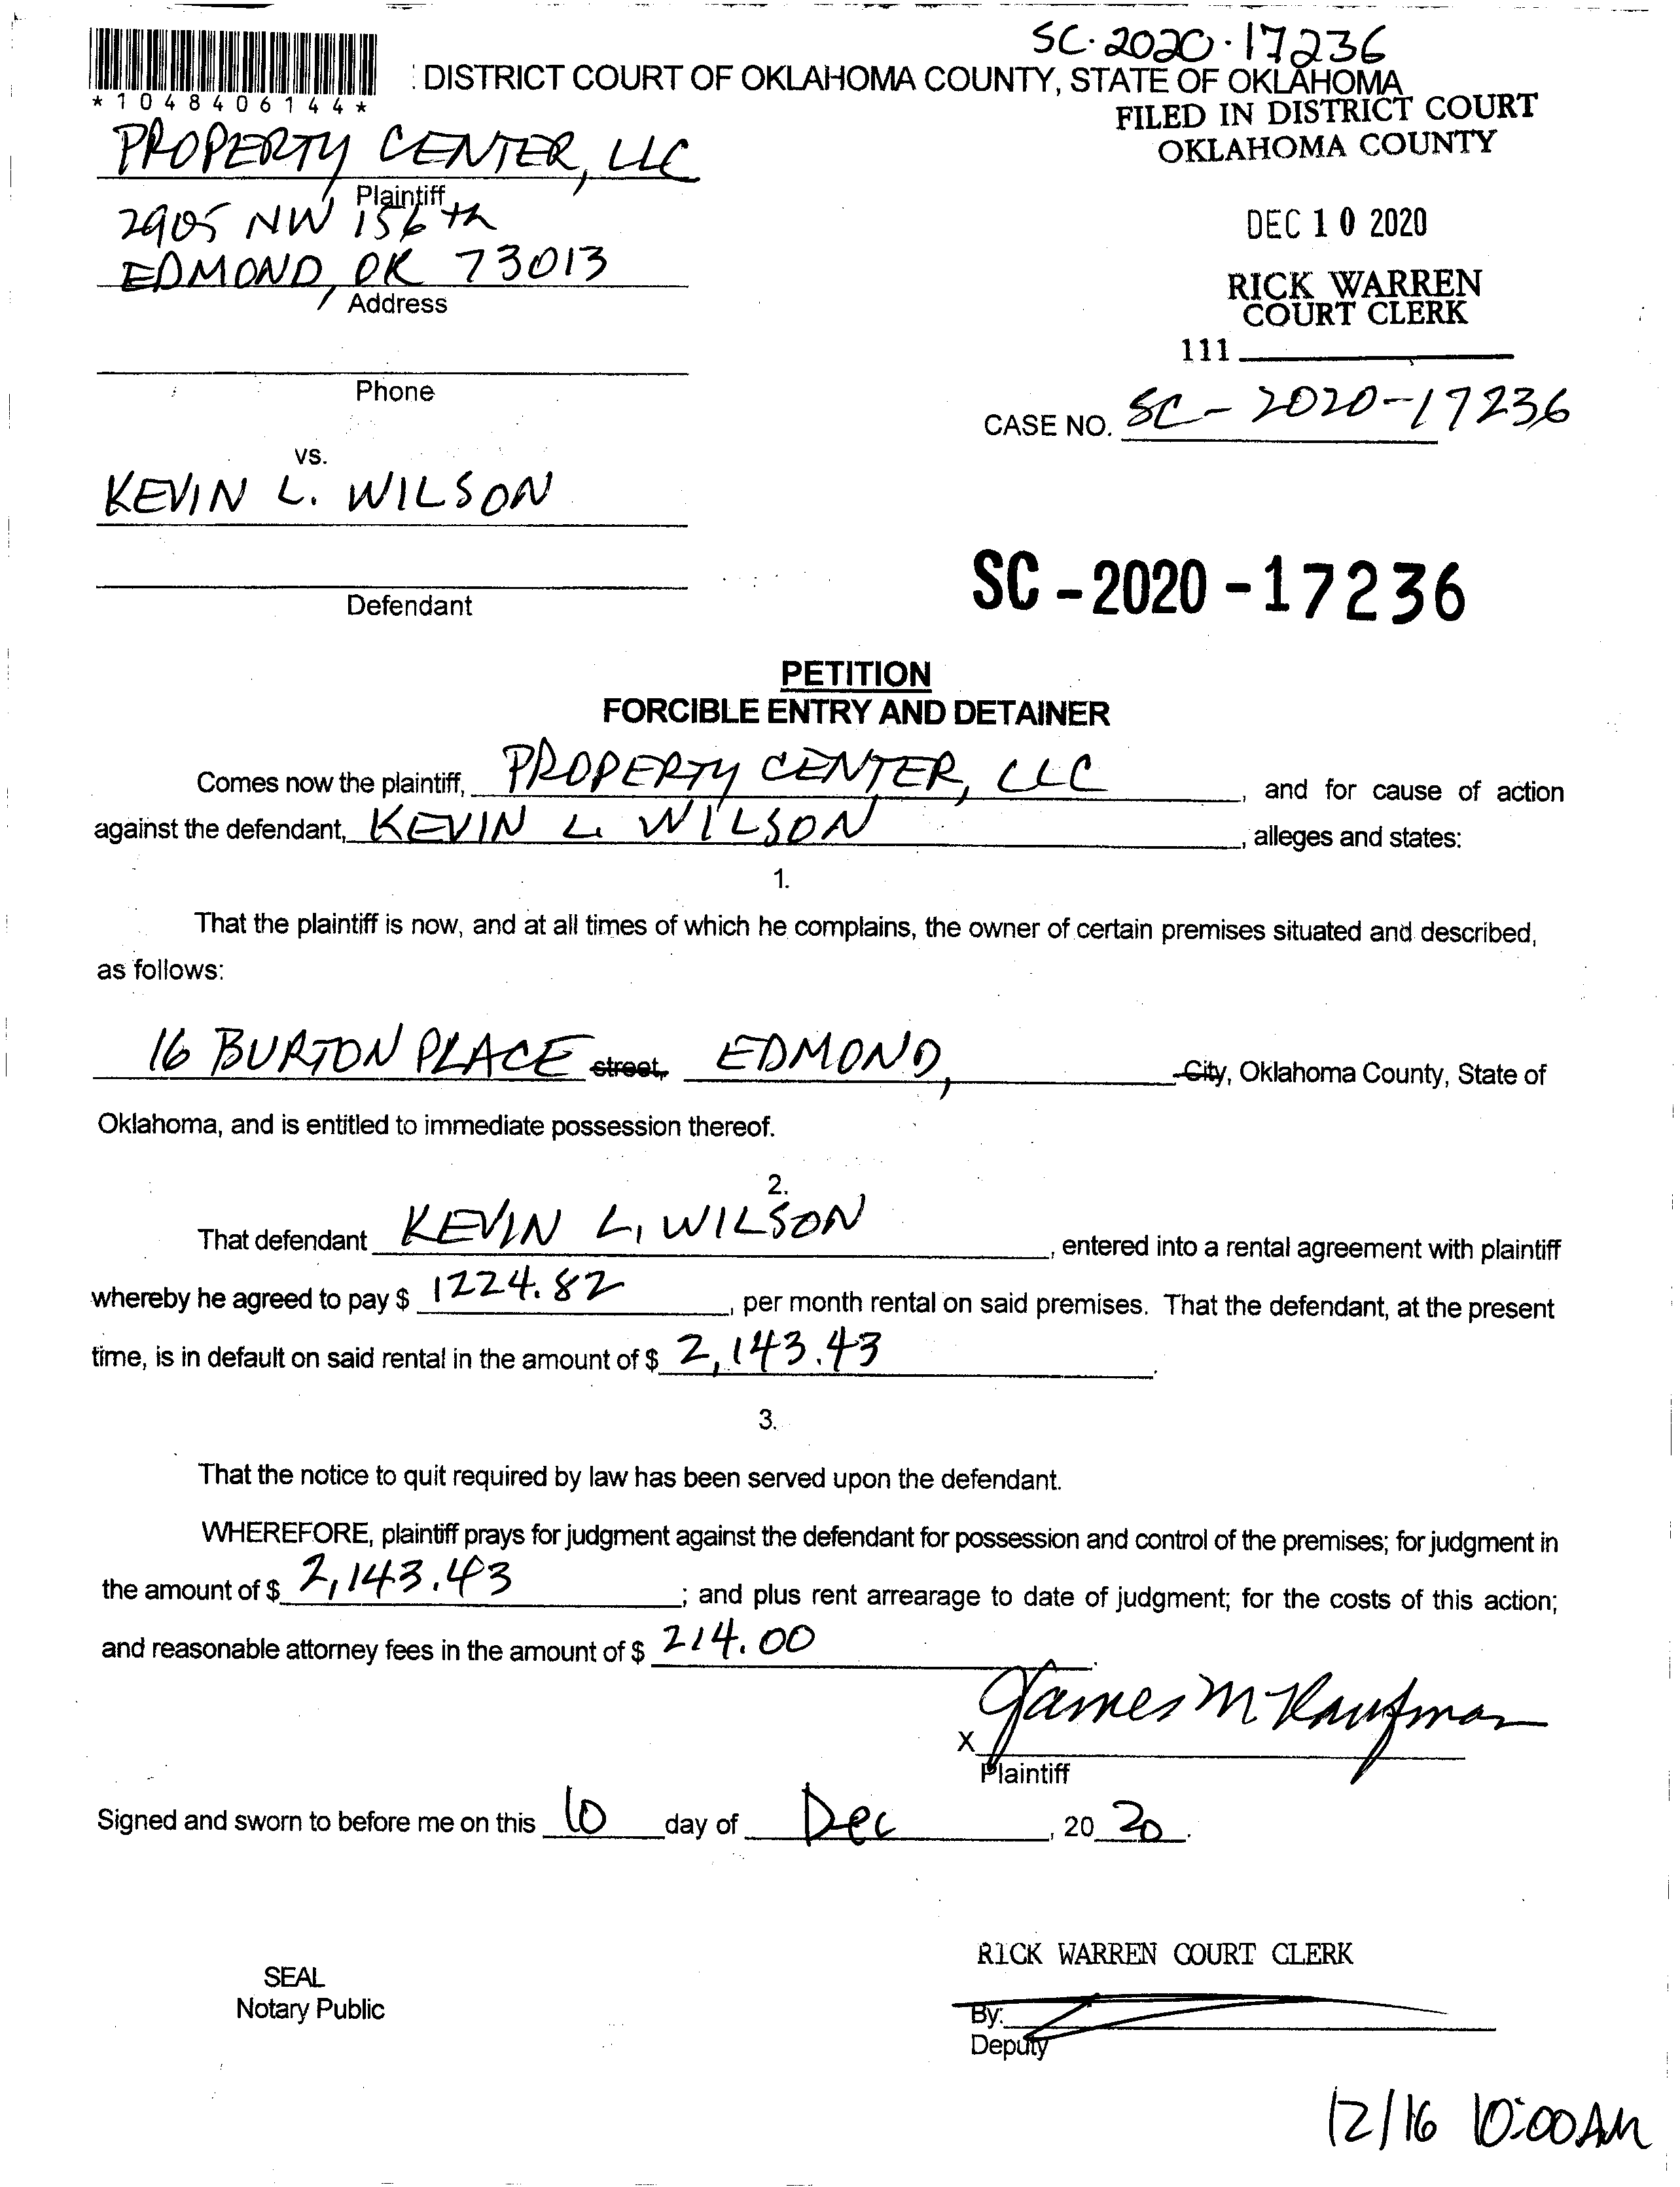 SC-2020-17236
: DISTRICT COURT OF OKLAHOMA COUNTY, STATE OF OKLAHOMA
*1048406144*
FILED IN DISTRICT COURT
OKLAHOMA COUNTY
PROPERTY CENTER, LLC
Plaintiff
2905 NW 156th
EDMOND, OK 73013
Address
DEC 10 2020
RICK WARREN
COURT CLERK
111
Phone
CASE NO. SC-2020-17236
vs.
KEVIN L. WILSON
Defendant
SC-2020-17236
PETITION
FORCIBLE ENTRY AND DETAINER
Comes now the plaintiff, PROPERTY CENTER, LLC, and for cause of action
against the defendant, KEVIN L. WILSON, alleges and states:
1.
That the plaintiff is now, and at all times of which he complains, the owner of certain premises situated and described,
as follows:
16 BURTON PLACE street, EDMOND, City, Oklahoma County, State of
Oklahoma, and is entitled to immediate possession thereof.
2.
That defendant KEVIN L. WILSON, entered into a rental agreement with plaintiff
whereby he agreed to pay $ 1224.82, per month rental on said premises. That the defendant, at the present
time, is in default on said rental in the amount of $ 2,143.43.
3.
That the notice to quit required by law has been served upon the defendant.
WHEREFORE, plaintiff prays for judgment against the defendant for possession and control of the premises; for judgment in
the amount of $ 2,143.43; and plus rent arrearage to date of judgment; for the costs of this action;
and reasonable attorney fees in the amount of $ 214.00.
James M Kaufman
X
Plaintiff
Signed and sworn to before me on this 10 day of Dec, 20 20.
RICK WARREN COURT CLERK
SEAL
Notary Public
By:
Deputy
12/16 10:00AM